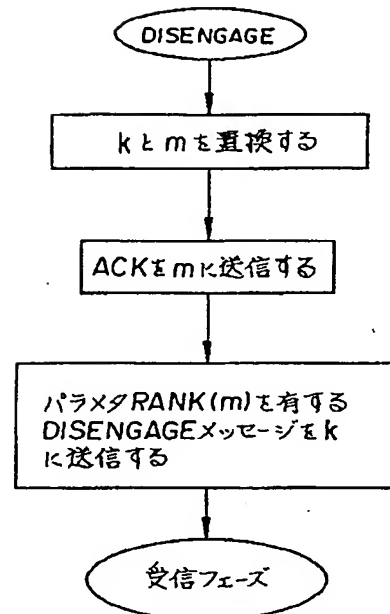 DISENGAGE
kとmを置換する
ACKをmに送信する
パラメタRANK(m)を有する
DISENGAGEメッセージをk
に送信する
受信フェーズ